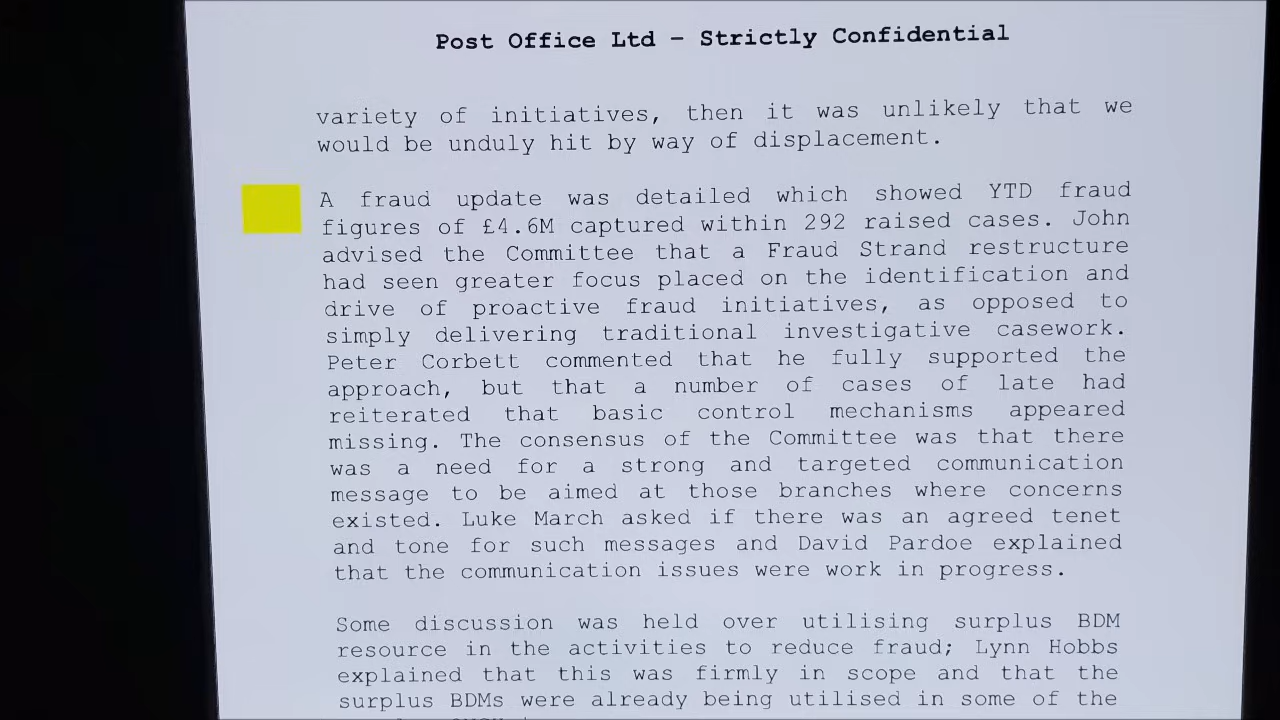 Post Office Ltd – Strictly Confidential
variety of initiatives, then it was unlikely that we
would be unduly hit by way of displacement.
A fraud update was detailed which showed YTD fraud
figures of £4.6M captured within 292 raised cases. John
advised the Committee that a Fraud Strand restructure
had seen greater focus placed on the identification and
drive of proactive fraud initiatives, as opposed to
simply delivering traditional investigative casework.
Peter Corbett commented that he fully supported the
approach, but that a number of cases of late had
reiterated that basic control mechanisms appeared
missing. The consensus of the Committee was that there
was a need for a strong and targeted communication
message to be aimed at those branches where concerns
existed. Luke March asked if there was an agreed tenet
and tone for such messages and David Pardoe explained
that the communication issues were work in progress.
Some discussion was held over utilising surplus BDM
resource in the activities to reduce fraud; Lynn Hobbs
explained that this was firmly in scope and that the
surplus BDMs were already being utilised in some of the